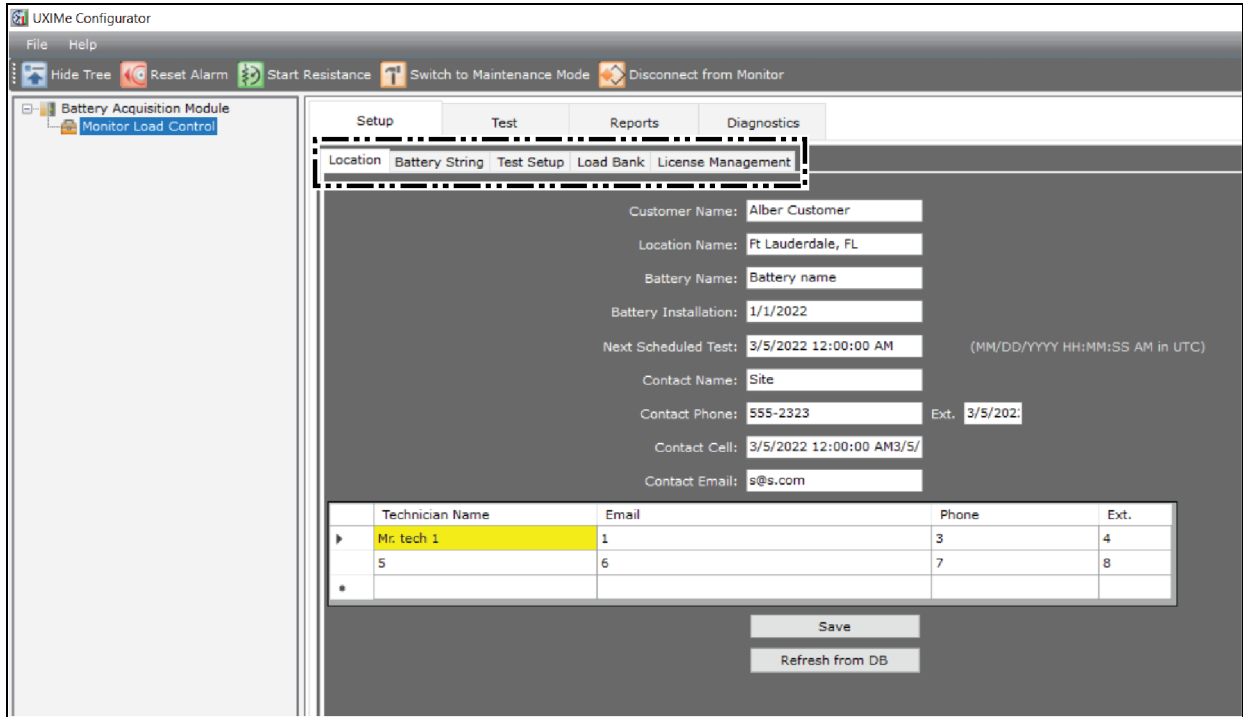 UXIMe Configurator
File Help
Hide Tree Reset Alarm Start Resistance Switch to Maintenance Mode Disconnect from Monitor
Battery Acquisition Module
Monitor Load Control
Setup Test Reports Diagnostics
Location Battery String Test Setup Load Bank License Management
Customer Name: Alber Customer
Location Name: Ft Lauderdale, FL
Battery Name: Battery name
Battery Installation: 1/1/2022
Next Scheduled Test: 3/5/2022 12:00:00 AM (MM/DD/YYYY HH:MM:SS AM in UTC)
Contact Name: Site
Contact Phone: 555-2323 Ext. 3/5/202
Contact Cell: 3/5/2022 12:00:00 AM3/5/
Contact Email: s@s.com
Technician Name Email Phone Ext.
Mr. tech 1 1 3 4
5 6 7 8
Save
Refresh from DB